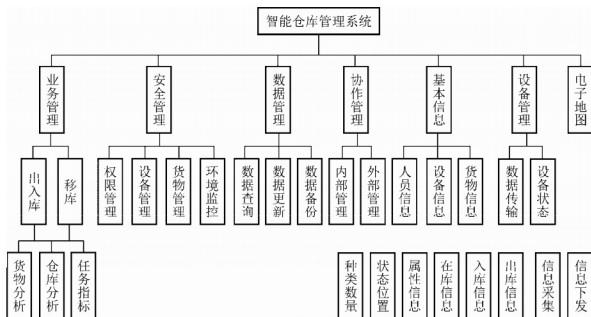 智能仓库管理系统
业务管理
安全管理
数据管理
协作管理
基本信息
设备管理
电子地图
出入库
移库
权限管理
设备管理
货物管理
环境监控
数据查询
数据更新
数据备份
内部管理
外部管理
人员信息
设备信息
货物信息
数据传输
设备状态
货物分析
仓库分析
任务指标
种类数量
状态位置
属性信息
在库信息
入库信息
出库信息
信息采集
信息下发